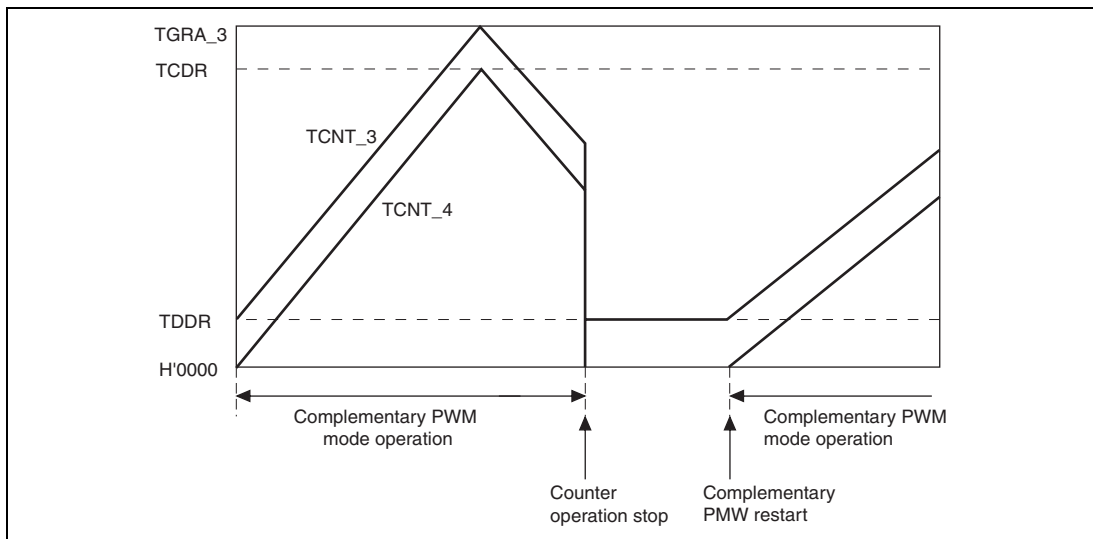 TGRA_3
TCDR
TCNT_3
TCNT_4
TDDR
H'0000
Complementary PWM
mode operation
Complementary PWM
mode operation
Counter
operation stop
Complementary
PMW restart